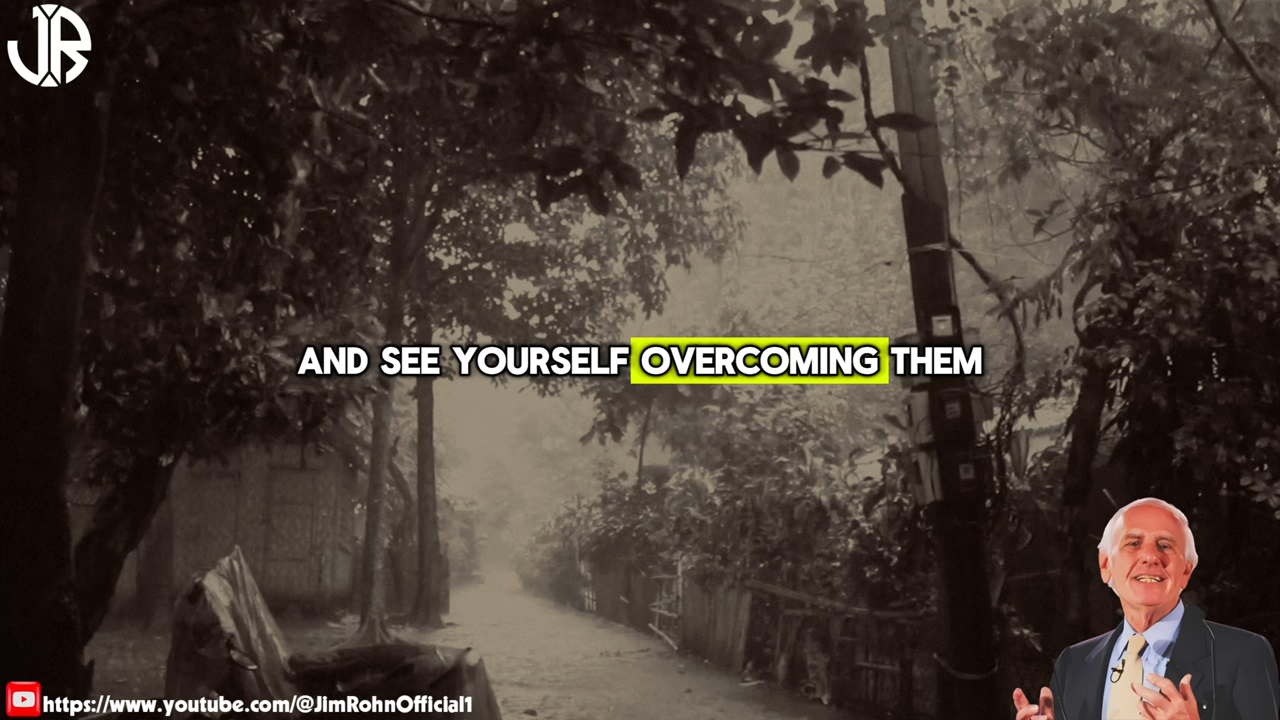 JR
AND SEE YOURSELF OVERCOMING THEM
https://www.youtube.com/@JimRohnOfficial1